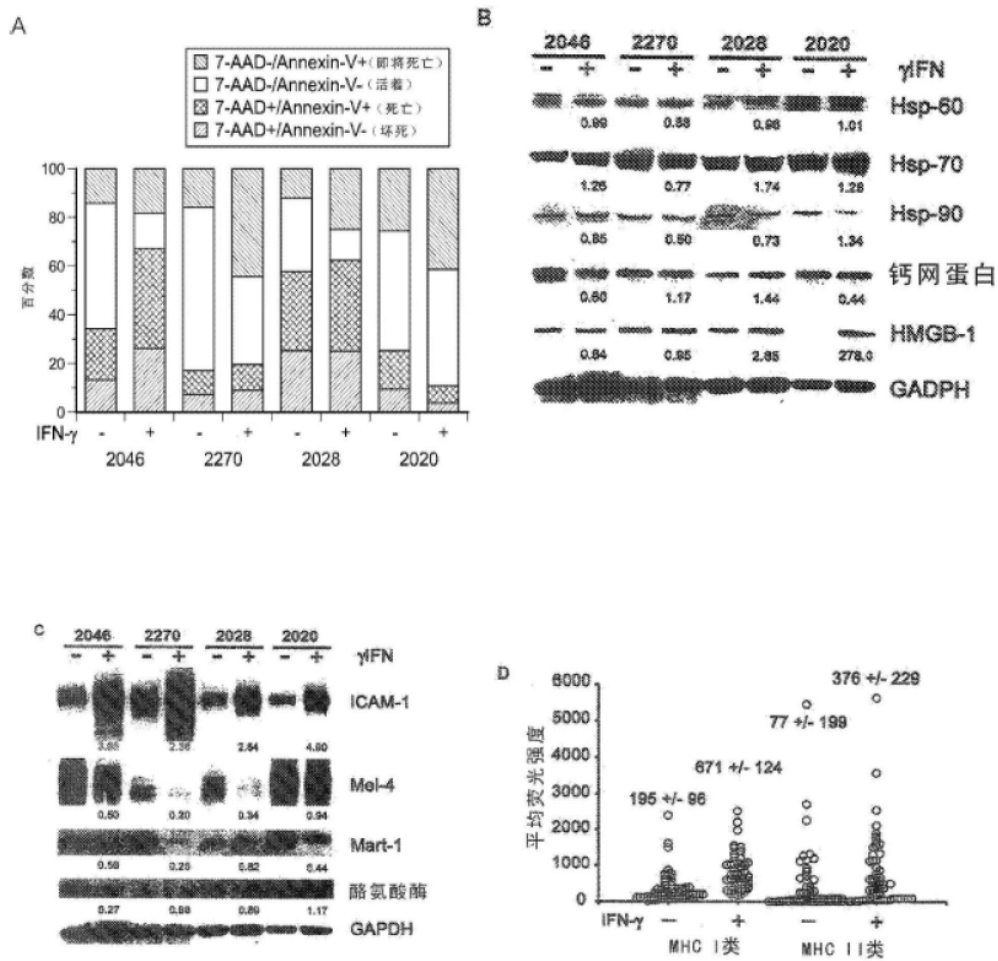 A
7-AAD-/Annexin-V+(即将死亡)
7-AAD-/Annexin-V-(活着)
7-AAD+/Annexin-V+(死亡)
7-AAD+/Annexin-V-(坏死)
百分数
100
80
60
40
20
0
IFN-γ - + - + - + - +
2046 2270 2028 2020
B
2046 2270 2028 2020
- + - + - + - + γIFN
Hsp-60
0.99 0.88 0.98 1.01
Hsp-70
1.26 0.77 1.74 1.28
Hsp-90
0.85 0.50 0.73 1.34
钙网蛋白
0.60 1.17 1.44 0.44
HMGB-1
0.84 0.95 2.85 278.0
GADPH
C
2046 2270 2028 2020
- + - + - + - + γIFN
ICAM-1
2.64 4.90
Mel-4
0.50 0.20 0.34 0.94
Mart-1
0.58 0.25 0.82 0.44
酪氨酸酶
0.27 0.88 0.89 1.17
GAPDH
D
平均荧光强度
6000
5000
4000
3000
2000
1000
0
195 +/- 96
671 +/- 124
77 +/- 199
376 +/- 229
IFN-γ - + - +
MHC I类 MHC II类